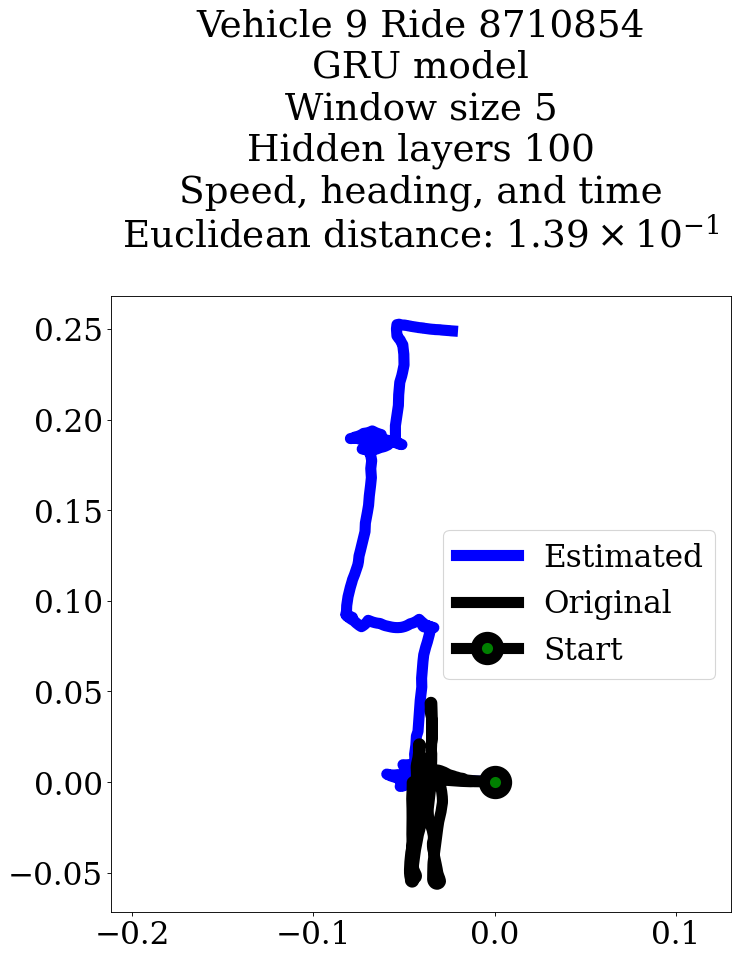 Vehicle 9 Ride 8710854
GRU model
Window size 5
Hidden layers 100
Speed, heading, and time
Euclidean distance: 1.39 × 10⁻¹
0.25
0.20
0.15
0.10
0.05
0.00
−0.05
Estimated
Original
Start
−0.2
−0.1
0.0
0.1